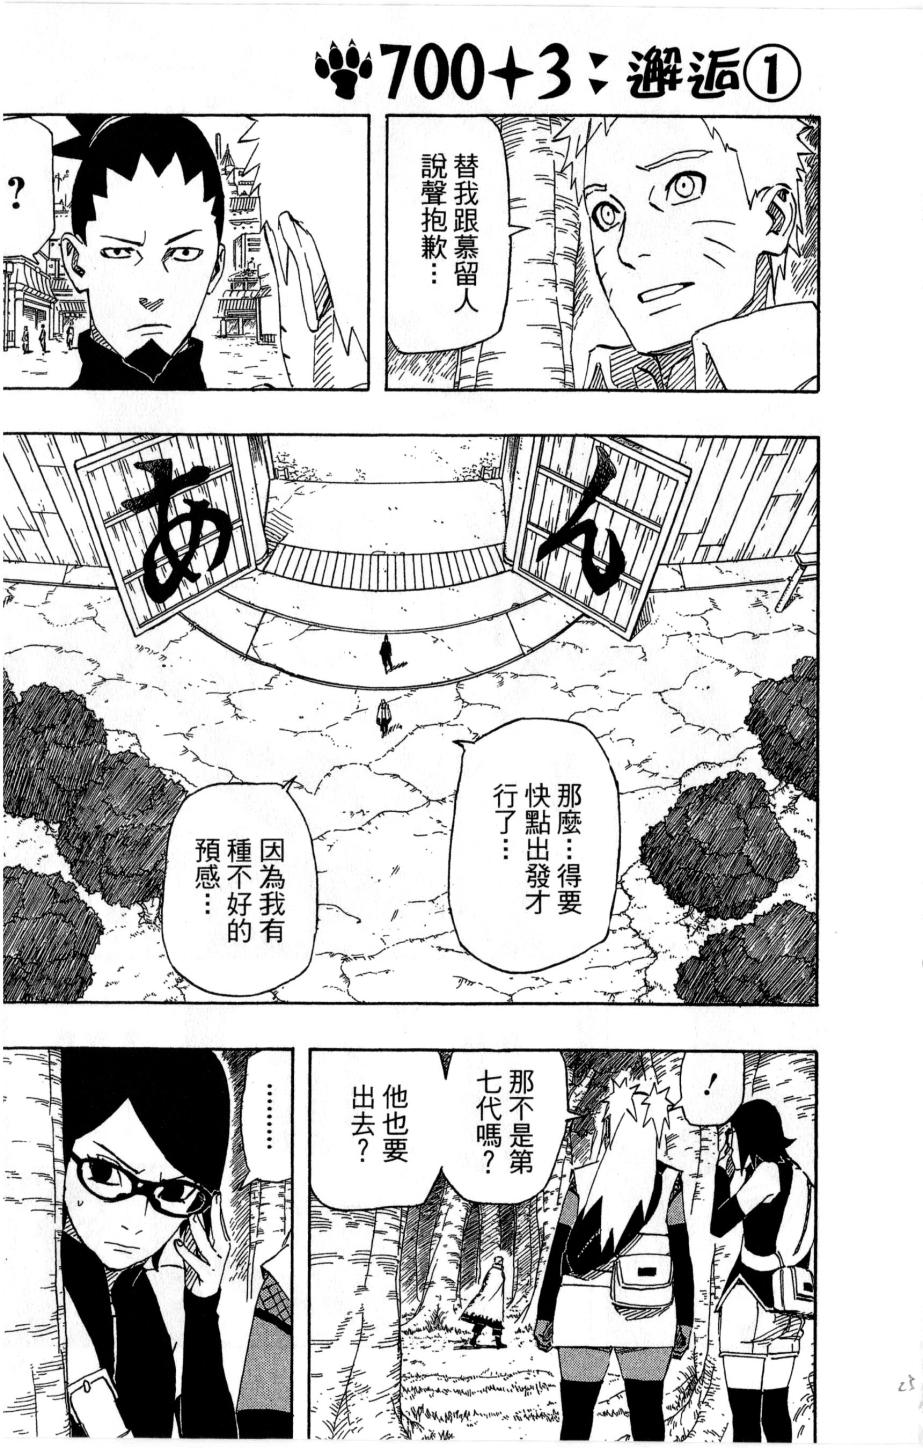 700+3：邂逅①
替我跟慕留人
說聲抱歉…
？
あ
ん
那麼…得要
快點出發才
行了…
因為我有
種不好的
預感…
！
那不是第
七代嗎？
他也要
出去？
………
25